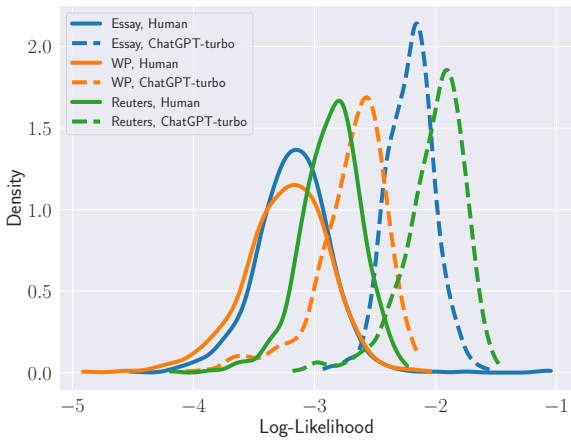 Essay, Human
Essay, ChatGPT-turbo
WP, Human
WP, ChatGPT-turbo
Reuters, Human
Reuters, ChatGPT-turbo
2.0
1.5
1.0
0.5
0.0
Density
−5 −4 −3 −2 −1
Log-Likelihood